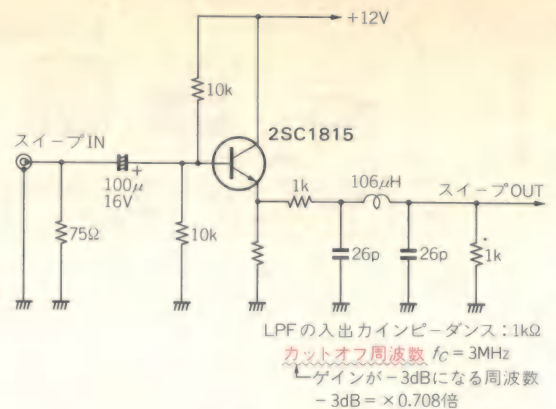 +12V
10k
2SC1815
スイープIN
1k
106μH
スイープOUT
+
100μ
16V
75Ω
10k
26p
26p
1k
LPFの入出力インピーダンス:1kΩ
カットオフ周波数 fC=3MHz
ゲインが−3dBになる周波数
−3dB=×0.708倍